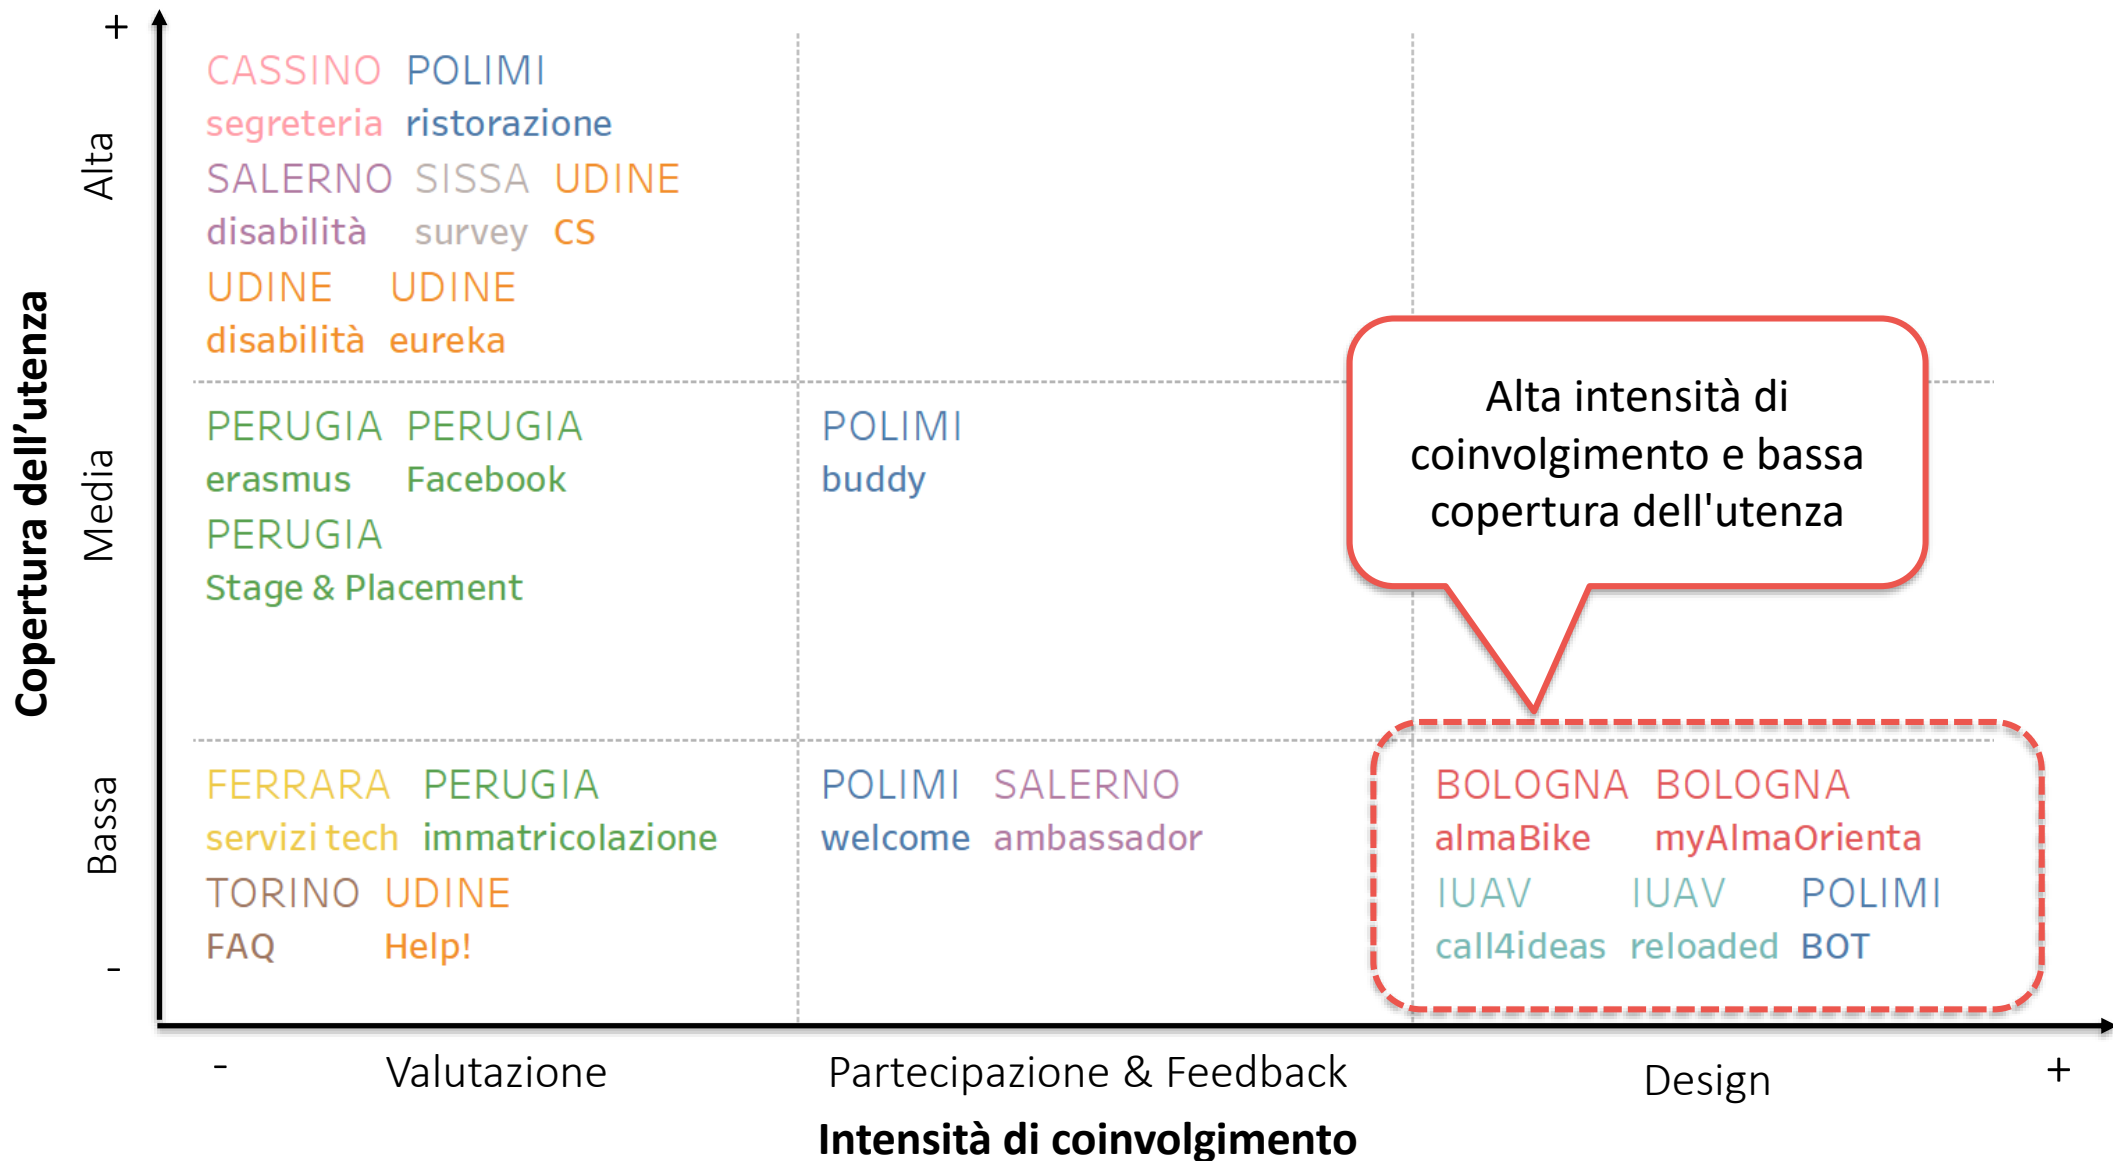 +
CASSINO POLIMI
segreteria ristorazione
SALERNO SISSA UDINE
disabilità survey CS
UDINE UDINE
disabilità eureka
Alta
Copertura dell'utenza
Media
PERUGIA PERUGIA
erasmus Facebook
PERUGIA
Stage & Placement
POLIMI
buddy
Alta intensità di
coinvolgimento e bassa
copertura dell'utenza
Bassa
-
FERRARA PERUGIA
servizi tech immatricolazione
TORINO UDINE
FAQ Help!
POLIMI SALERNO
welcome ambassador
BOLOGNA BOLOGNA
almaBike myAlmaOrienta
IUAV IUAV POLIMI
call4ideas reloaded BOT
- Valutazione Partecipazione & Feedback Design +
Intensità di coinvolgimento